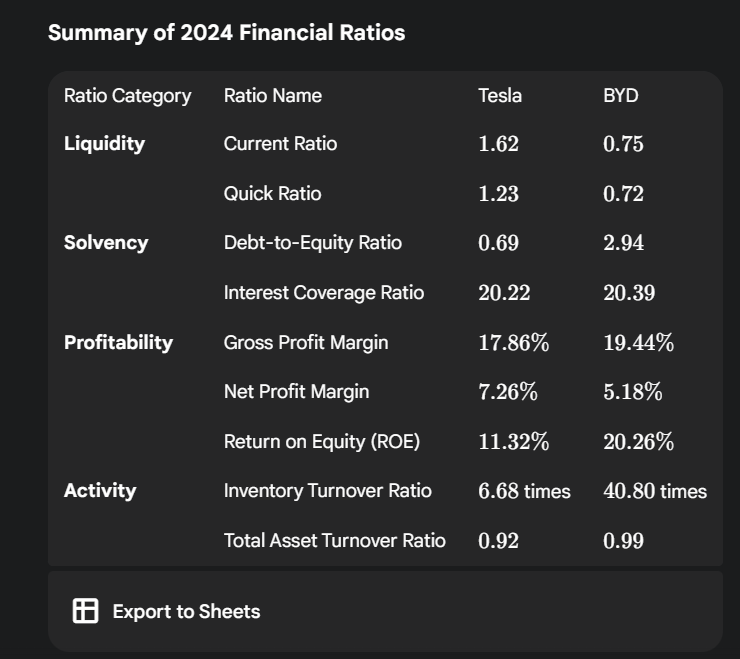 Summary of 2024 Financial Ratios
Ratio Category Ratio Name Tesla BYD
Liquidity Current Ratio 1.62 0.75
Quick Ratio 1.23 0.72
Solvency Debt-to-Equity Ratio 0.69 2.94
Interest Coverage Ratio 20.22 20.39
Profitability Gross Profit Margin 17.86% 19.44%
Net Profit Margin 7.26% 5.18%
Return on Equity (ROE) 11.32% 20.26%
Activity Inventory Turnover Ratio 6.68 times 40.80 times
Total Asset Turnover Ratio 0.92 0.99
Export to Sheets